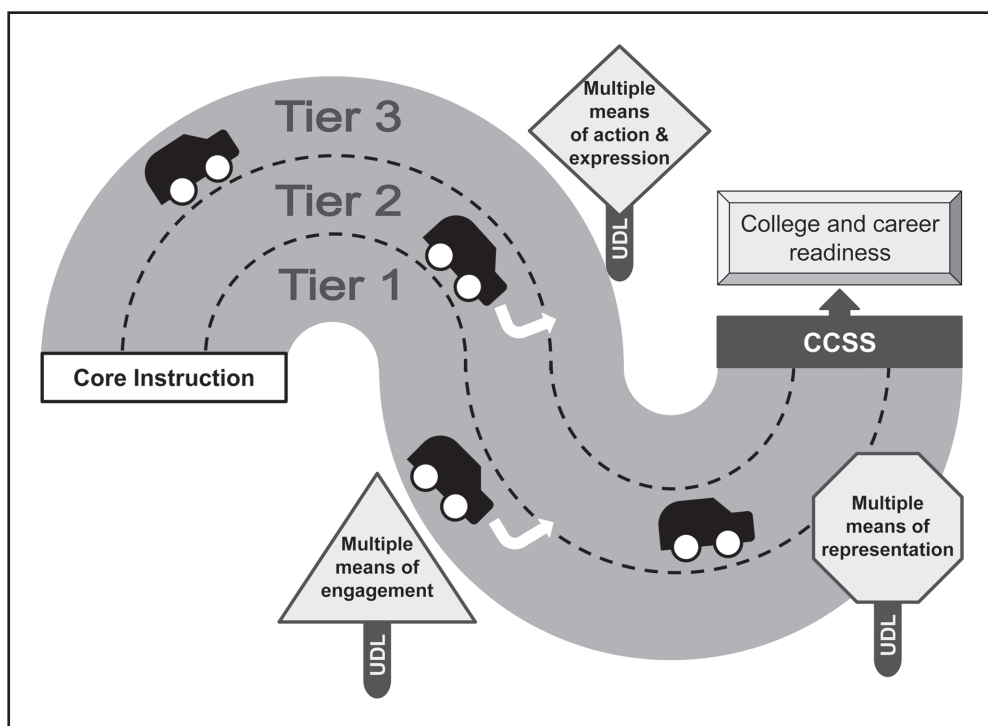 Tier 3
Tier 2
Tier 1
Core Instruction
Multiple
means
of action &
expression
UDL
College and career
readiness
CCSS
Multiple
means of
engagement
UDL
Multiple
means of
representation
UDL